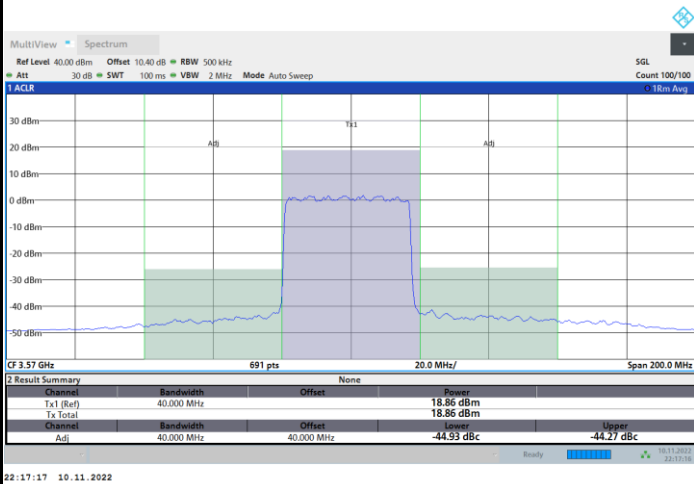 MultiView Spectrum
Ref Level 40.00 dBm Offset 10.40 dB RBW 500 kHz SGL
Att 30 dB SWT 100 ms VBW 2 MHz Mode Auto Sweep Count 100/100
1 ACLR 1Rm Avg
30 dBm
Tx1
20 dBm
Adj Adj
10 dBm
0 dBm
-10 dBm
-20 dBm
-30 dBm
-40 dBm
-50 dBm
CF 3.57 GHz 691 pts 20.0 MHz/ Span 200.0 MHz
2 Result Summary None
Channel Bandwidth Offset Power
Tx1 (Ref) 40.000 MHz 18.86 dBm
Tx Total 18.86 dBm
Channel Bandwidth Offset Lower Upper
Adj 40.000 MHz 40.000 MHz -44.93 dBc -44.27 dBc
Ready 10.11.2022
22:17:16
22:17:17 10.11.2022